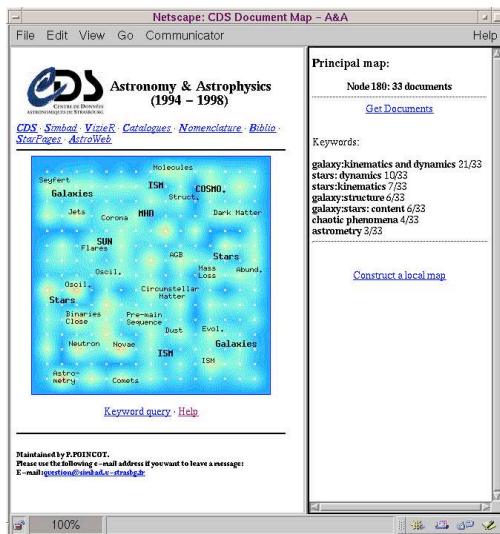 Netscape: CDS Document Map - A&A
File Edit View Go Communicator Help
CDS
CENTRE DE DONNÉES
ASTRONOMIQUES DE STRASBOURG
Astronomy & Astrophysics
(1994 - 1998)
CDS · Simbad · VizieR · Catalogues · Nomenclature · Biblio ·
StarPages · AstroWeb
Molecules
Seyfert
ISM
COSMO.
Galaxies
Struct.
Jets
Corona
MHD
Dark Matter
SUN
Flares
AGB
Stars
Oscil.
Mass
Loss
Abund.
Oscil.
Circumstellar
Matter
Stars
Binaries
Close
Pre-main
Sequence
Dust
Evol.
Neutron
Novae
Galaxies
ISM
ISM
Astro-
metry
Comets
Keyword query · Help
Maintained by P.POINCOT.
Please use the following e-mail address if you want to leave a message:
E-mail:question@simbad.u-strasbg.fr
Principal map:
Node 180: 33 documents
Get Documents
Keywords:
galaxy:kinematics and dynamics 21/33
stars: dynamics 10/33
stars:kinematics 7/33
galaxy:structure 6/33
galaxy:stars: content 6/33
chaotic phenomena 4/33
astrometry 3/33
Construct a local map
100%